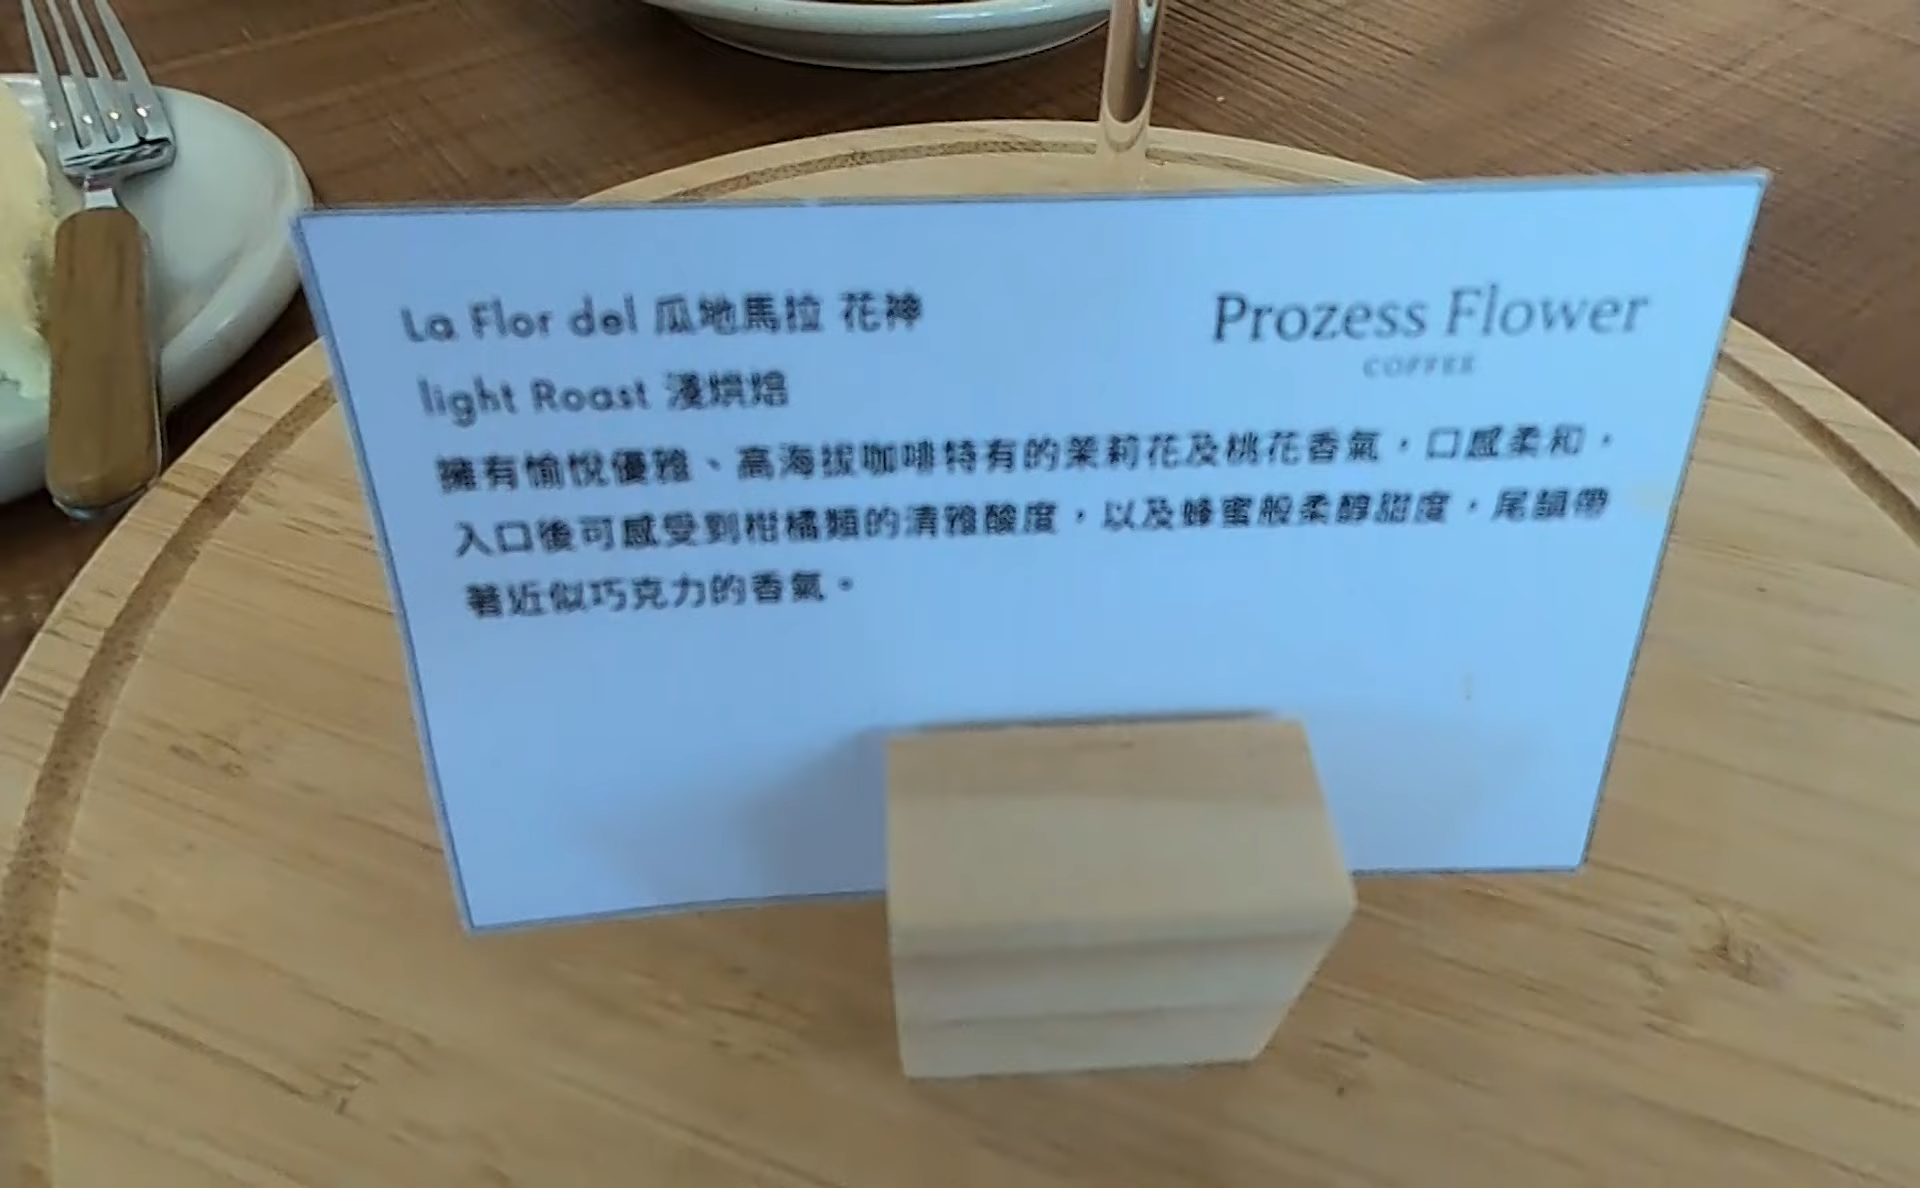 La Flor del 瓜地馬拉 花神
Prozess Flower
COFFEE
light Roast 淺烘焙
擁有愉悅優雅、高海拔咖啡特有的茉莉花及桃花香氣，口感柔和，
入口後可感受到柑橘類的清雅酸度，以及蜂蜜般柔醇甜度，尾韻帶
著近似巧克力的香氣。